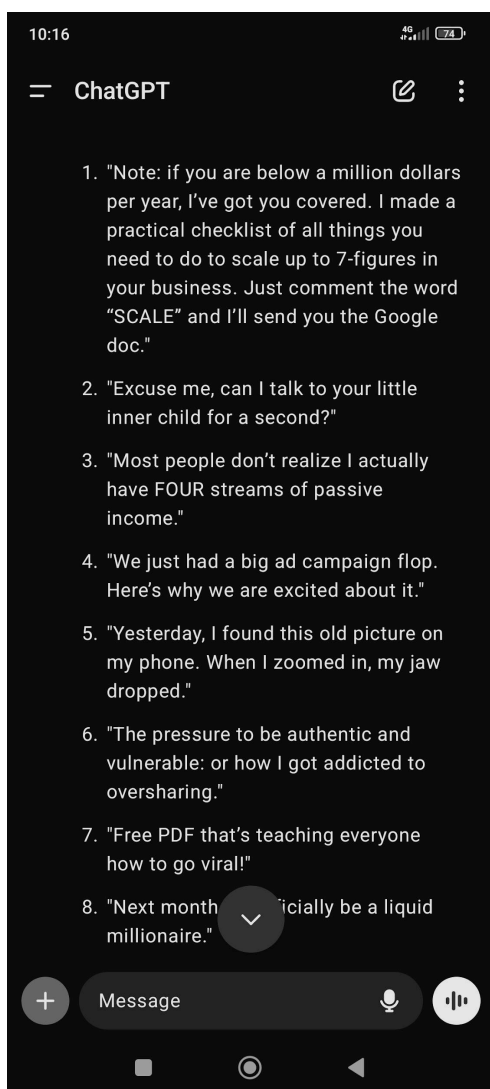 10:16
4G
74
ChatGPT
1. "Note: if you are below a million dollars
per year, I’ve got you covered. I made a
practical checklist of all things you
need to do to scale up to 7-figures in
your business. Just comment the word
“SCALE” and I’ll send you the Google
doc."
2. "Excuse me, can I talk to your little
inner child for a second?"
3. "Most people don’t realize I actually
have FOUR streams of passive
income."
4. "We just had a big ad campaign flop.
Here’s why we are excited about it."
5. "Yesterday, I found this old picture on
my phone. When I zoomed in, my jaw
dropped."
6. "The pressure to be authentic and
vulnerable: or how I got addicted to
oversharing."
7. "Free PDF that’s teaching everyone
how to go viral!"
8. "Next month be a liquid
millionaire."
Message